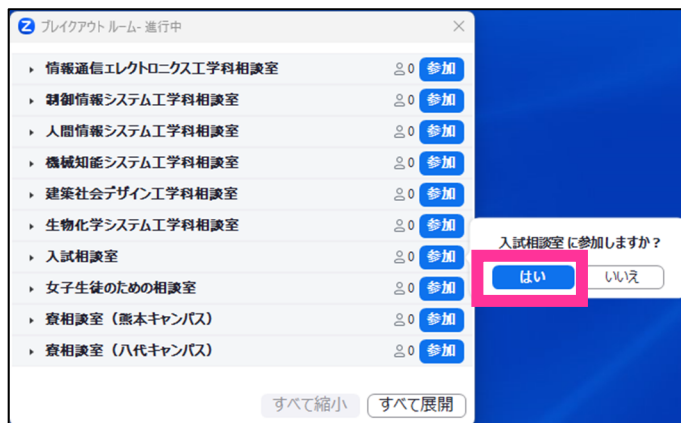 ブレイクアウト ルーム- 進行中
情報通信エレクトロニクス工学科相談室 0 参加
制御情報システム工学科相談室 0 参加
人間情報システム工学科相談室 0 参加
機械知能システム工学科相談室 0 参加
建築社会デザイン工学科相談室 0 参加
生物化学システム工学科相談室 0 参加
入試相談室 0 参加
女子生徒のための相談室 0 参加
寮相談室（熊本キャンパス） 0 参加
寮相談室（八代キャンパス） 0 参加
すべて縮小 すべて展開
入試相談室 に参加しますか？
はい いいえ